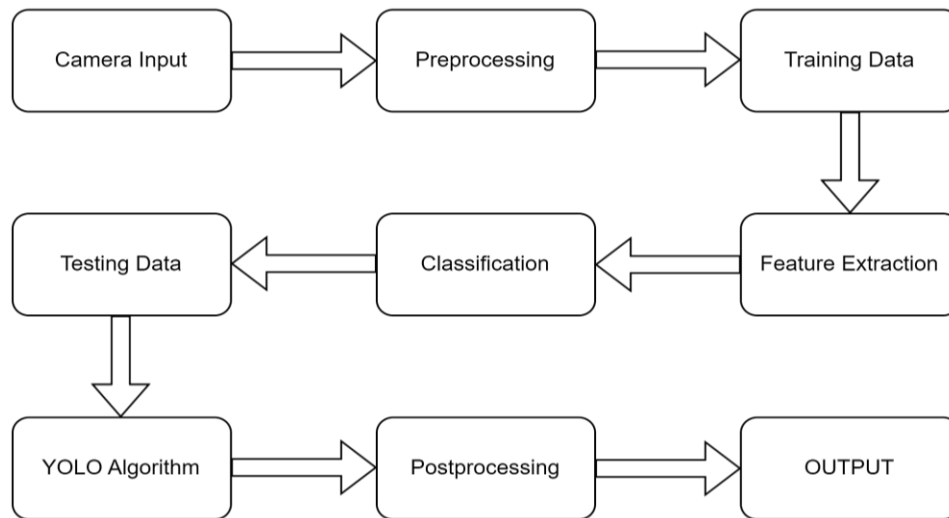 Camera Input
Preprocessing
Training Data
Feature Extraction
Classification
Testing Data
YOLO Algorithm
Postprocessing
OUTPUT